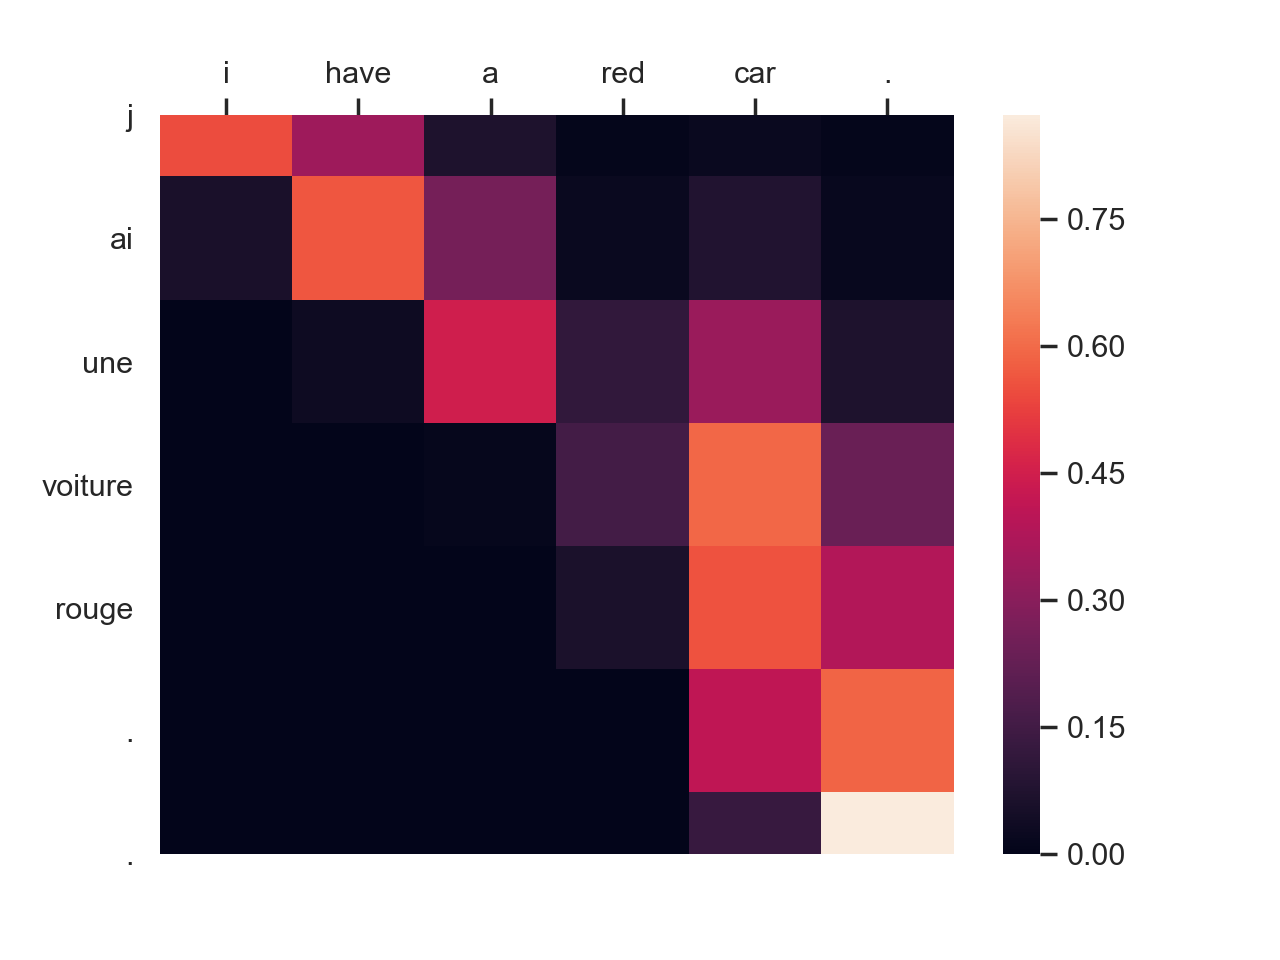 i have a red car .
j
ai
une
voiture
rouge
.
.
0.75
0.60
0.45
0.30
0.15
0.00